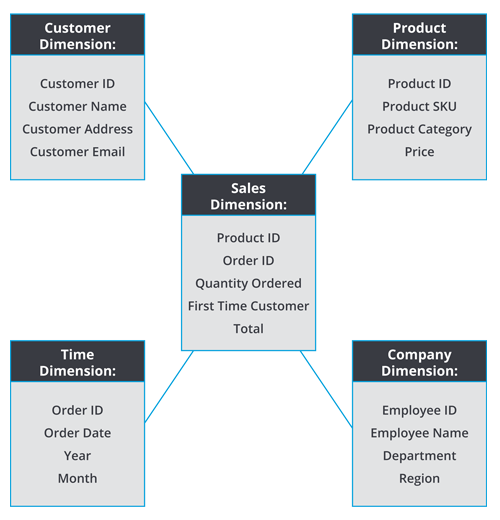 Customer
Dimension:
Customer ID
Customer Name
Customer Address
Customer Email
Product
Dimension:
Product ID
Product SKU
Product Category
Price
Sales
Dimension:
Product ID
Order ID
Quantity Ordered
First Time Customer
Total
Time
Dimension:
Order ID
Order Date
Year
Month
Company
Dimension:
Employee ID
Employee Name
Department
Region